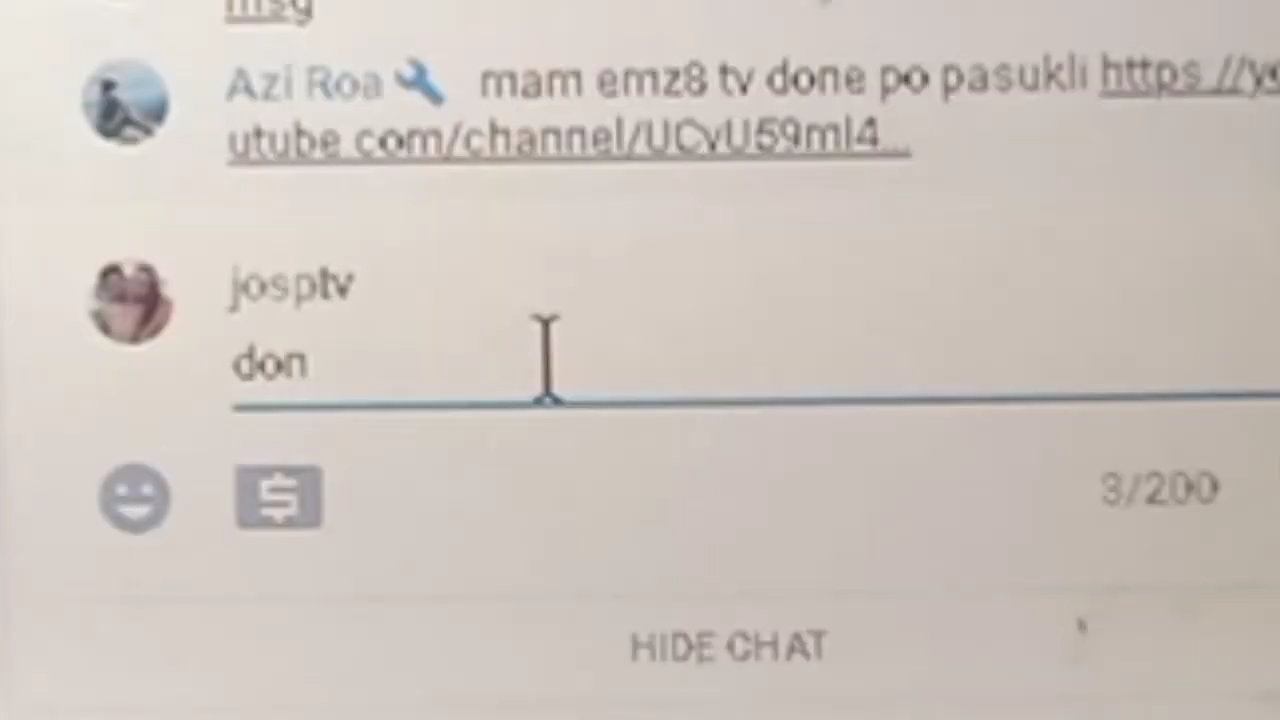 msg
Azi Roa mam emz8 tv done po pasukli https //yo
utube com/channel/UCvU59ml4...
josptv
don
3/200
HIDE CHAT